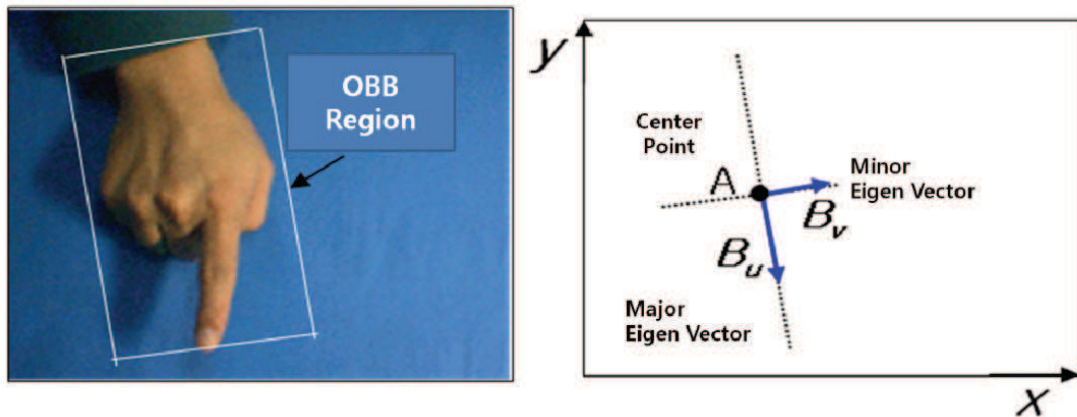 OBB
Region
y
Center
Point
A
Minor
Eigen Vector
Bv
Bu
Major
Eigen Vector
x